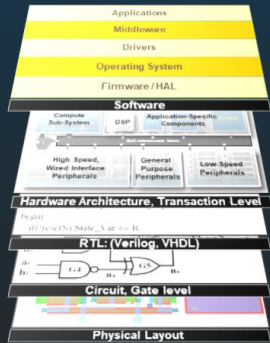 Applications
Middleware
Drivers
Operating System
Firmware / HAL
Software
Compute Sub-System
DSP
Application-Specific Components
High Speed, Wired Interface Peripherals
General Purpose Peripherals
Low-Speed Peripherals
Hardware Architecture, Transaction Level
RTL: (Verilog, VHDL)
G4
G5
Circuit, Gate level
Physical Layout